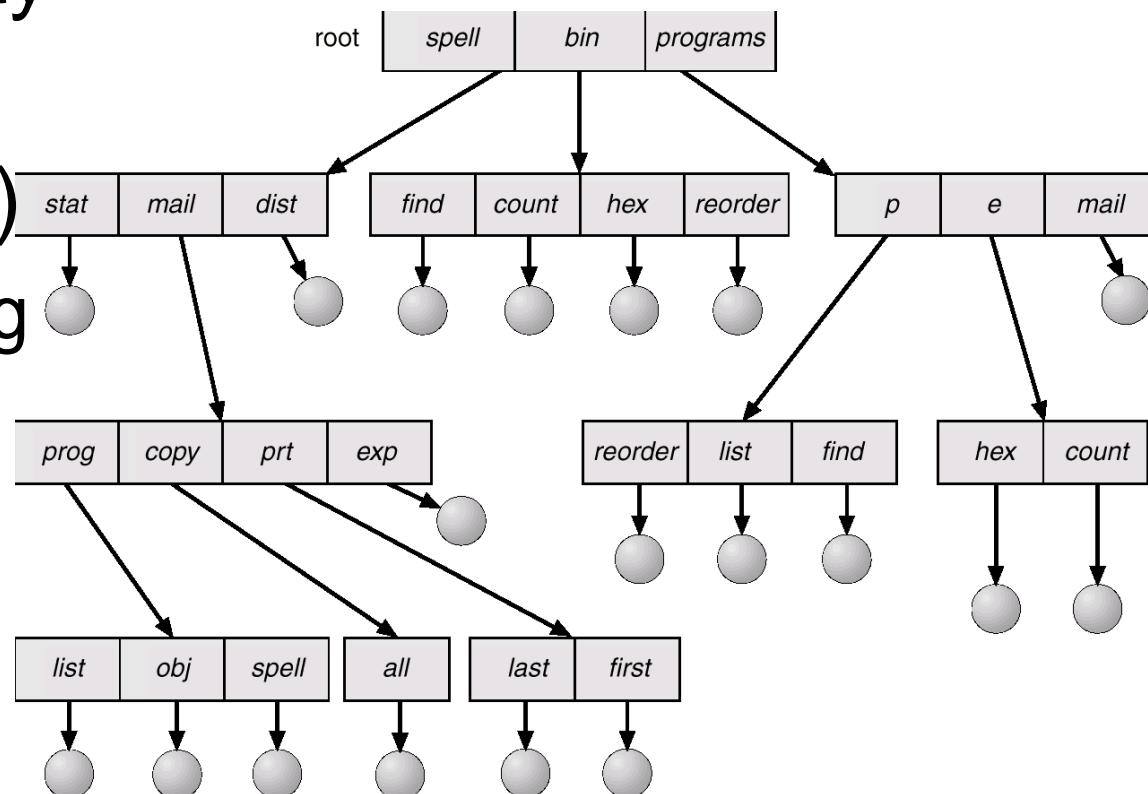 y
root spell bin programs
) stat mail dist find count hex reorder p e mail
g
prog copy prt exp reorder list find hex count
list obj spell all last first